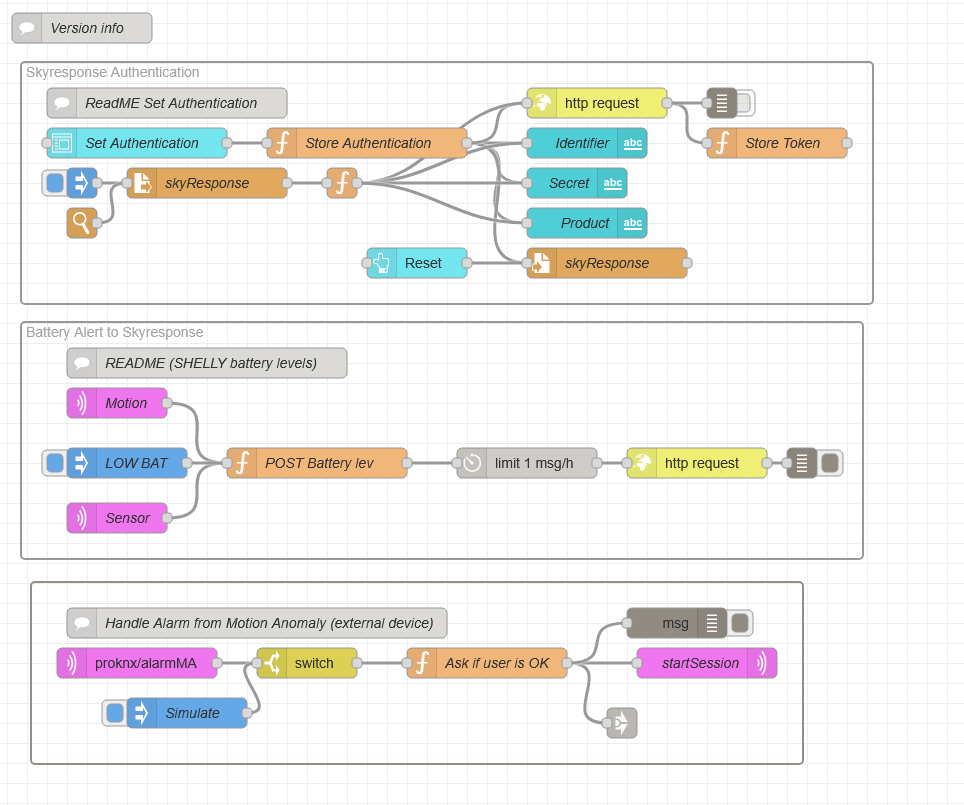 Version info
Skyresponse Authentication
ReadME Set Authentication
http request
Set Authentication
Store Authentication
Identifier
abc
Store Token
skyResponse
Secret
abc
Product
abc
Reset
skyResponse
Battery Alert to Skyresponse
README (SHELLY battery levels)
Motion
LOW BAT
POST Battery lev
limit 1 msg/h
http request
Sensor
Handle Alarm from Motion Anomaly (external device)
msg
proknx/alarmMA
switch
Ask if user is OK
startSession
Simulate